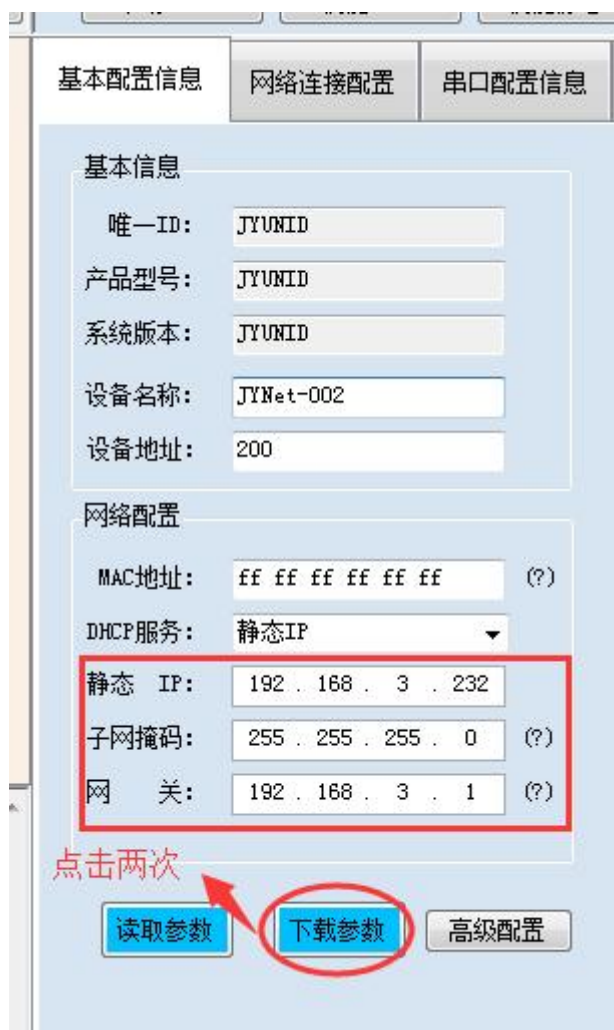 基本配置信息 网络连接配置 串口配置信息
基本信息
唯一ID: JYUNID
产品型号: JYUNID
系统版本: JYUNID
设备名称: JYNet-002
设备地址: 200
网络配置
MAC地址: ff ff ff ff ff ff (?)
DHCP服务: 静态IP
静态 IP: 192 . 168 . 3 . 232
子网掩码: 255 . 255 . 255 . 0 (?)
网 关: 192 . 168 . 3 . 1 (?)
点击两次
读取参数 下载参数 高级配置